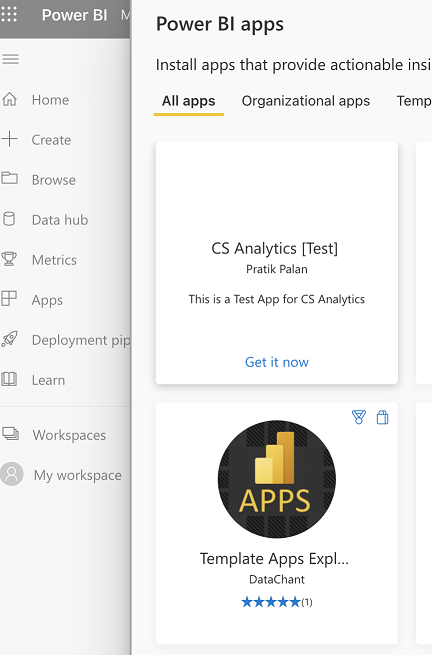 Power BI M
Home
Create
Browse
Data hub
Metrics
Apps
Deployment pip
Learn
Workspaces
My workspace
Power BI apps
Install apps that provide actionable insi
All apps Organizational apps Temp
CS Analytics [Test]
Pratik Palan
This is a Test App for CS Analytics
Get it now
APPS
Template Apps Expl...
DataChant
★★★★★(1)